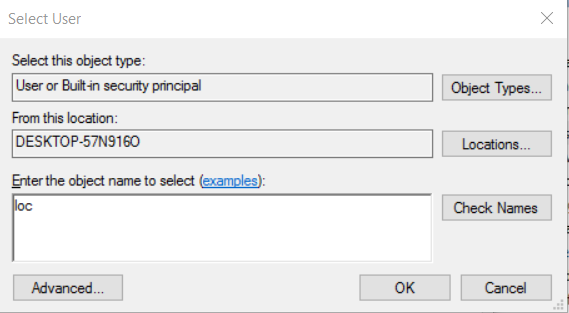 Select User
Select this object type:
User or Built-in security principal
Object Types...
From this location:
DESKTOP-57N916O
Locations...
Enter the object name to select (examples):
loc
Check Names
Advanced...
OK
Cancel